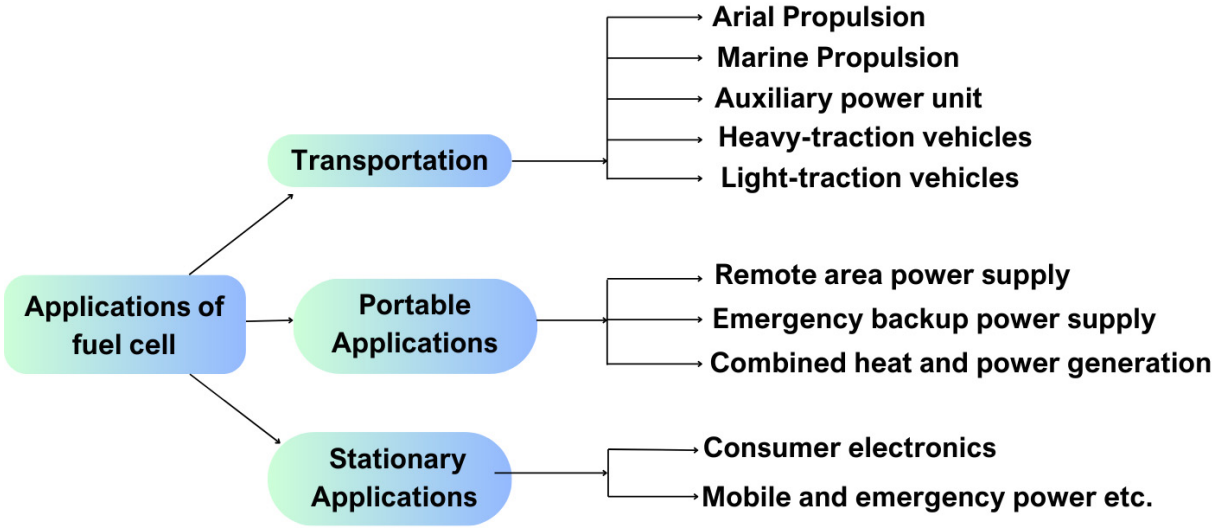 Applications of
fuel cell
Transportation
Arial Propulsion
Marine Propulsion
Auxiliary power unit
Heavy-traction vehicles
Light-traction vehicles
Portable
Applications
Remote area power supply
Emergency backup power supply
Combined heat and power generation
Stationary
Applications
Consumer electronics
Mobile and emergency power etc.